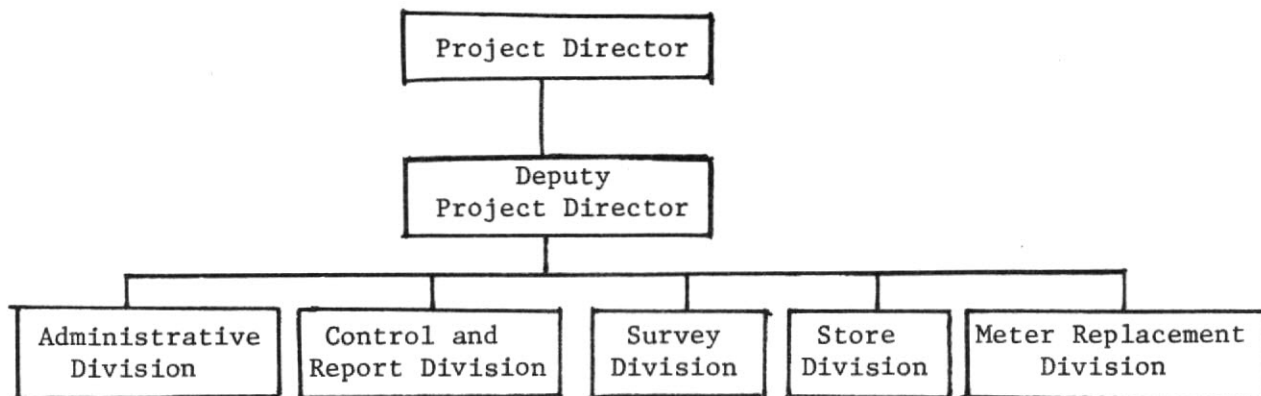 Project Director
Deputy
Project Director
Administrative
Division
Control and
Report Division
Survey
Division
Store
Division
Meter Replacement
Division